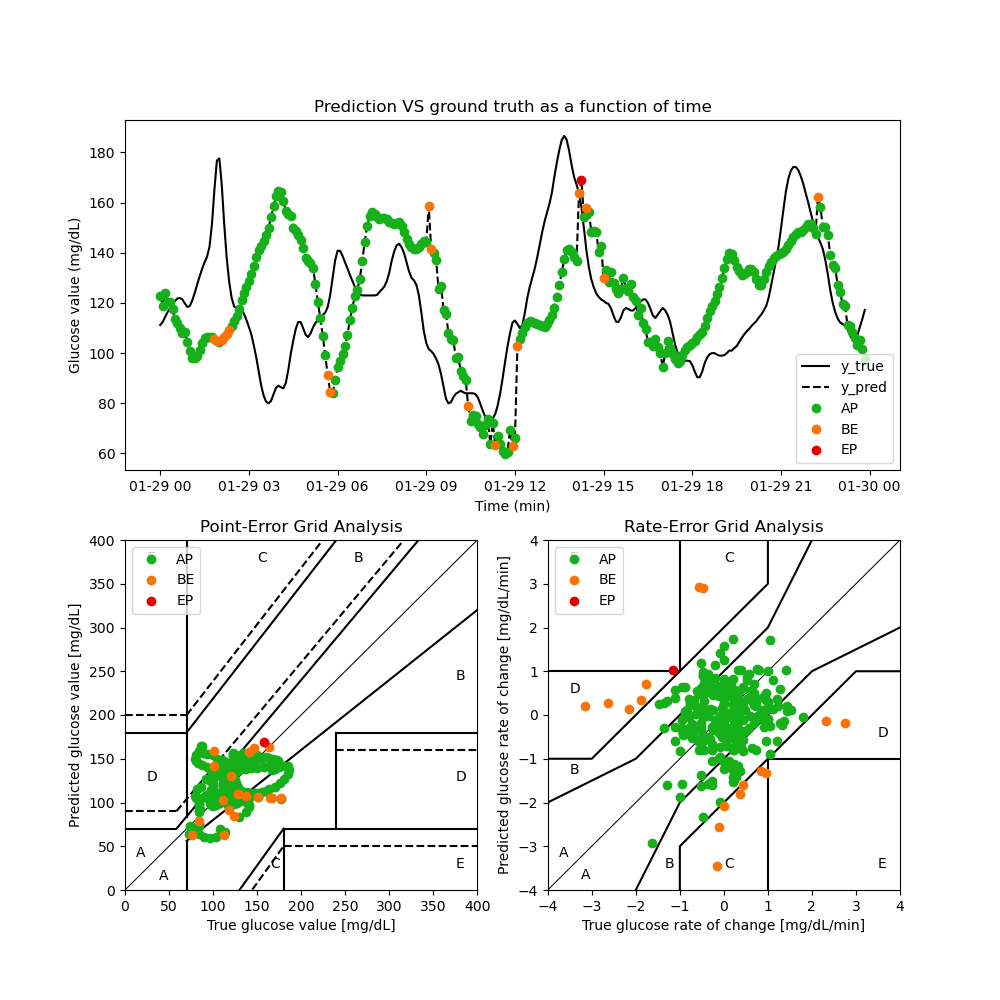 Prediction VS ground truth as a function of time
Glucose value (mg/dL)
180
160
140
120
100
80
60
y_true
y_pred
AP
BE
EP
01-29 00 01-29 03 01-29 06 01-29 09 01-29 12 01-29 15 01-29 18 01-29 21 01-30 00
Time (min)
Point-Error Grid Analysis
Predicted glucose value [mg/dL]
400
350
300
250
200
150
100
50
0
AP
BE
EP
C
B
B
D
D
A
A
C
E
0 50 100 150 200 250 300 350 400
True glucose value [mg/dL]
Rate-Error Grid Analysis
Predicted glucose rate of change [mg/dL/min]
4
3
2
1
0
−1
−2
−3
−4
AP
BE
EP
C
D
D
B
A
A
B
C
E
−4 −3 −2 −1 0 1 2 3 4
True glucose rate of change [mg/dL/min]